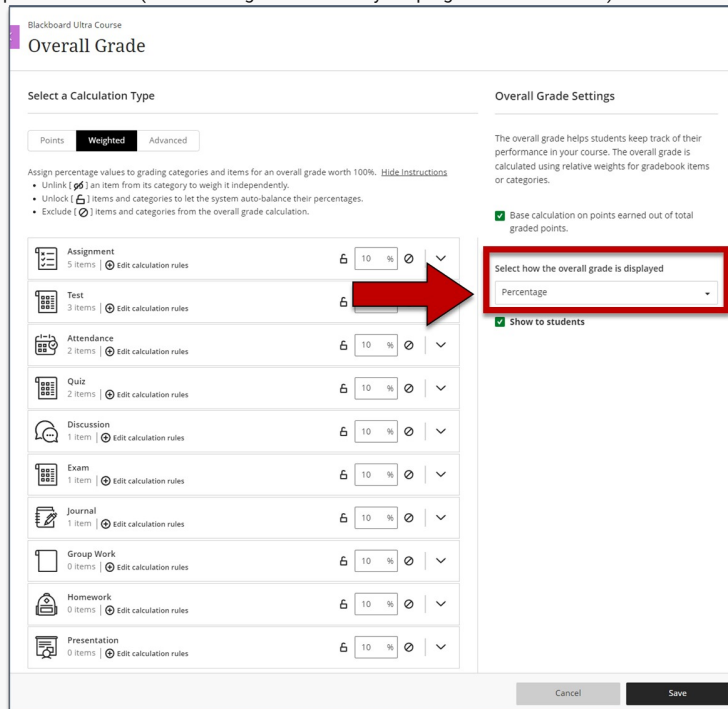 Blackboard Ultra Course
Overall Grade
Select a Calculation Type
Points Weighted Advanced
Assign percentage values to grading categories and items for an overall grade worth 100%. Hide Instructions
• Unlink [ ] an item from its category to weigh it independently.
• Unlock [ ] items and categories to let the system auto-balance their percentages.
• Exclude [ ] items and categories from the overall grade calculation.
Assignment
5 items | Edit calculation rules
10 %
Test
3 items | Edit calculation rules
Attendance
2 items | Edit calculation rules
10 %
Quiz
2 items | Edit calculation rules
10 %
Discussion
1 item | Edit calculation rules
10 %
Exam
1 item | Edit calculation rules
10 %
Journal
1 item | Edit calculation rules
10 %
Group Work
0 items | Edit calculation rules
10 %
Homework
0 items | Edit calculation rules
10 %
Presentation
0 items | Edit calculation rules
10 %
Overall Grade Settings
The overall grade helps students keep track of their
performance in your course. The overall grade is
calculated using relative weights for gradebook items
or categories.
Base calculation on points earned out of total
graded points.
Select how the overall grade is displayed
Percentage
Show to students
Cancel Save